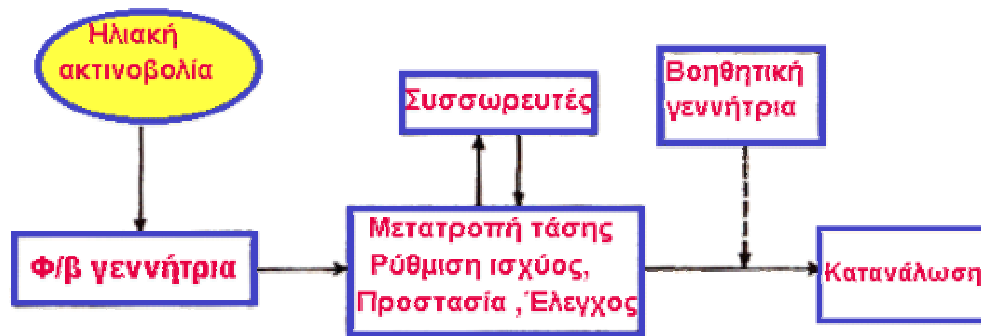 Ηλιακή
ακτινοβολία
Συσσωρευτές
Βοηθητική
γεννήτρια
Φ/β γεννήτρια
Μετατροπή τάσης
Ρύθμιση ισχύος,
Προστασία , Έλεγχος
Κατανάλωση